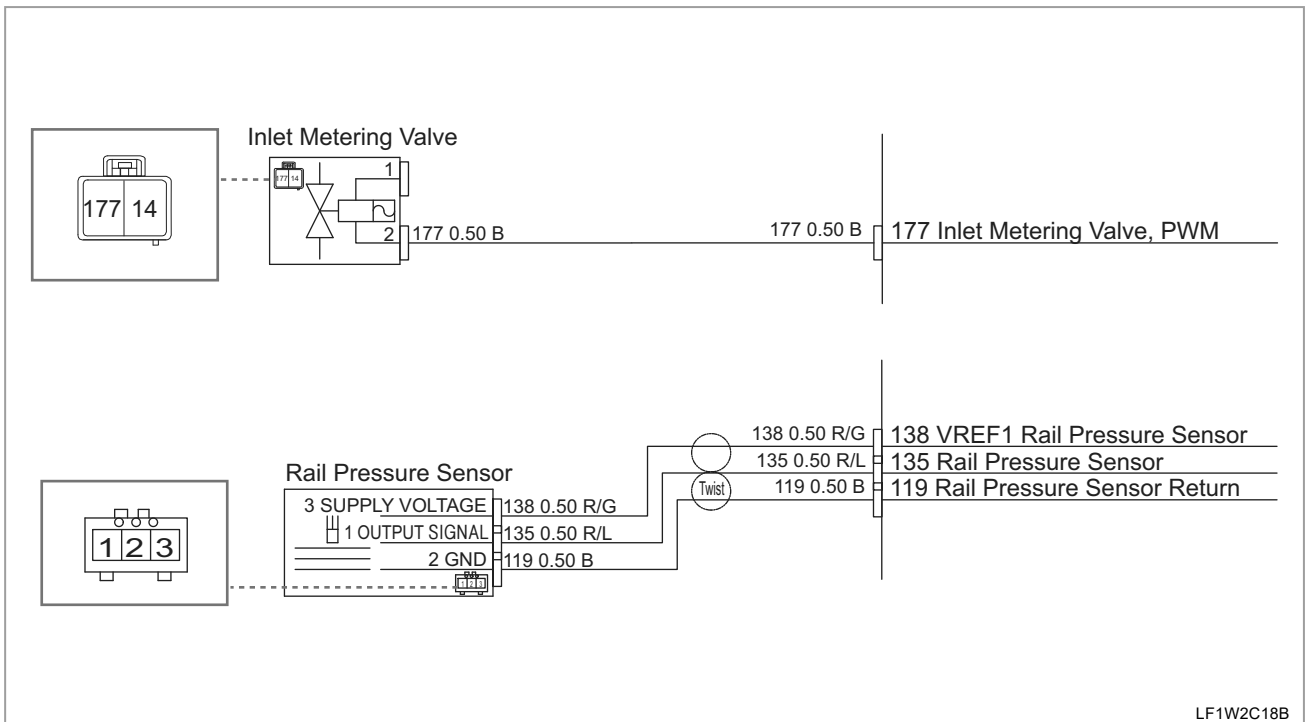 Inlet Metering Valve
177 14
177 14
1
2
177 0.50 B
177 0.50 B
177 Inlet Metering Valve, PWM
Rail Pressure Sensor
3 SUPPLY VOLTAGE
138 0.50 R/G
138 0.50 R/G
138 VREF1 Rail Pressure Sensor
1 OUTPUT SIGNAL
135 0.50 R/L
135 0.50 R/L
135 Rail Pressure Sensor
2 GND
119 0.50 B
Twist
119 0.50 B
119 Rail Pressure Sensor Return
1 2 3
1 2 3
LF1W2C18B